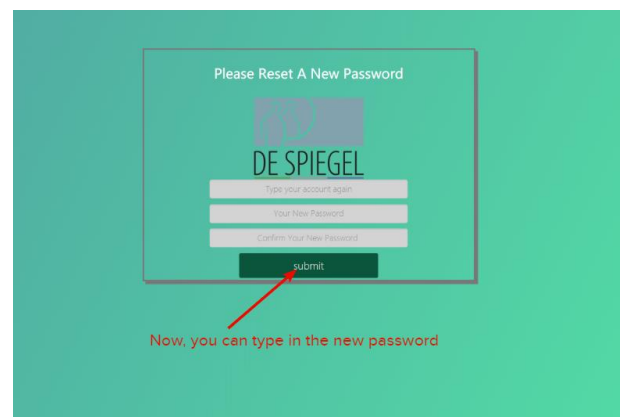 Please Reset A New Password
DE SPIEGEL
Type your account again
Your New Password
Confirm Your New Password
submit
Now, you can type in the new password